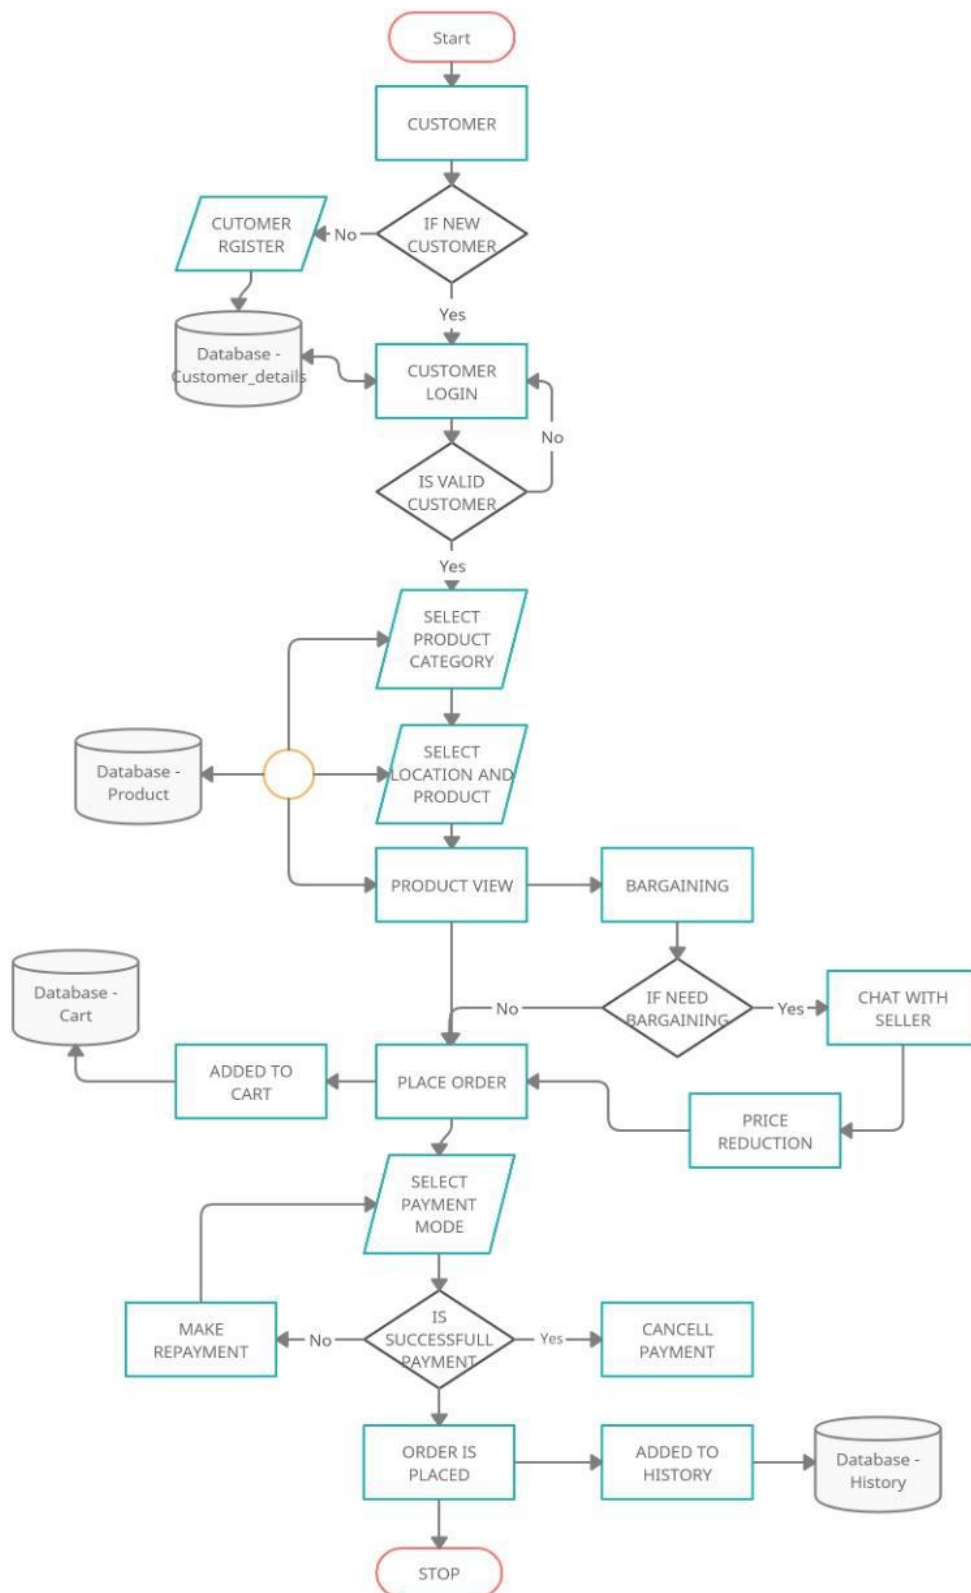 Start
CUSTOMER
IF NEW
CUSTOMER
No
CUTOMER
RGISTER
Yes
Database -
Customer_details
CUSTOMER
LOGIN
No
IS VALID
CUSTOMER
Yes
SELECT
PRODUCT
CATEGORY
Database -
Product
SELECT
LOCATION AND
PRODUCT
PRODUCT VIEW
BARGAINING
Database -
Cart
No
IF NEED
BARGAINING
Yes
CHAT WITH
SELLER
ADDED TO
CART
PLACE ORDER
PRICE
REDUCTION
SELECT
PAYMENT
MODE
MAKE
REPAYMENT
No
IS
SUCCESSFULL
PAYMENT
Yes
CANCELL
PAYMENT
ORDER IS
PLACED
ADDED TO
HISTORY
Database -
History
STOP